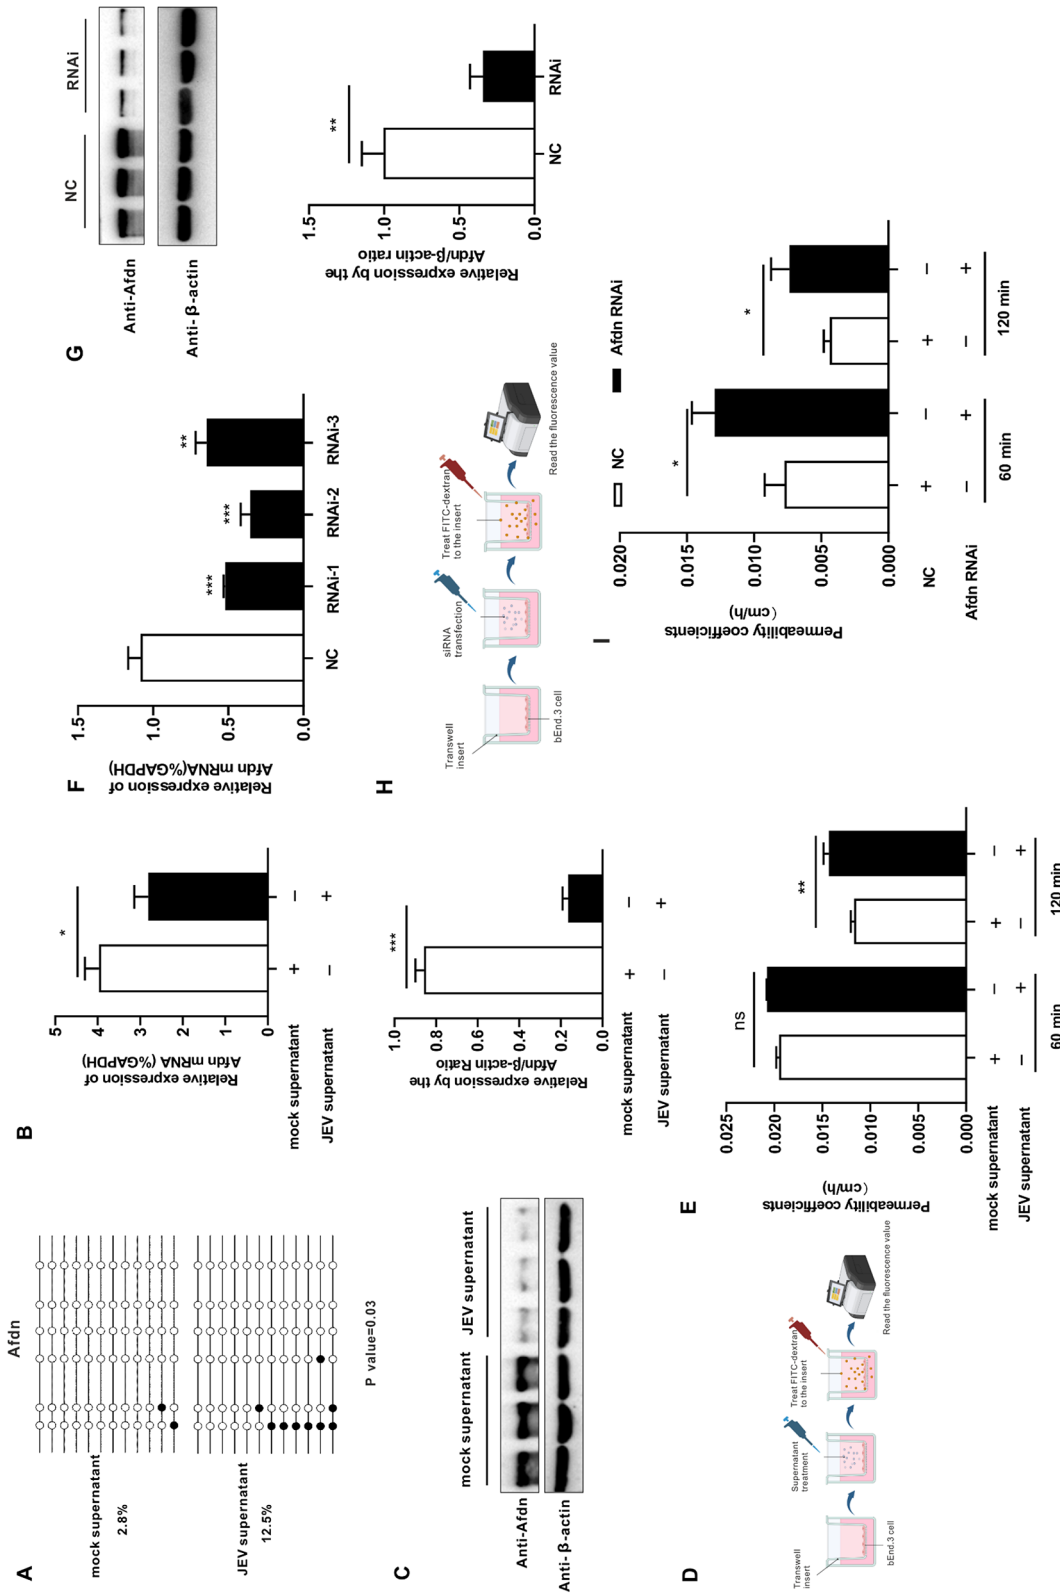 A
Afdn
mock supernatant
2.8%
JEV supernatant
12.5%
P value=0.03
B
Relative expression of
Afdn mRNA (%GAPDH)
5
4
3
2
1
0
*
mock supernatant
+
−
JEV supernatant
−
+
C
mock supernatant
JEV supernatant
Anti-Afdn
Anti-β-actin
Relative expression by the
Afdn/β-actin Ratio
1.0
0.8
0.6
0.4
0.2
0.0
***
mock supernatant
+
−
JEV supernatant
−
+
D
Transwell
insert
bEnd.3 cell
Supernatant
treatment
Treat FITC-dextran
to the insert
Read the fluorescence value
E
Permeability coefficients
(cm/h)
0.025
0.020
0.015
0.010
0.005
0.000
ns
**
mock supernatant
+
−
+
−
JEV supernatant
−
+
−
+
60 min
120 min
F
Relative expression of
Afdn mRNA(%GAPDH)
1.5
1.0
0.5
0.0
***
***
**
NC
RNAi-1
RNAi-2
RNAi-3
G
NC
RNAi
Anti-Afdn
Anti-β-actin
Relative expression by the
Afdn/β-actin ratio
1.5
1.0
0.5
0.0
**
NC
RNAi
H
Transwell
insert
bEnd.3 cell
siRNA
transfection
Treat FITC-dextran
to the insert
Read the fluorescence value
I
NC
Afdn RNAi
Permeability coefficients
(cm/h)
0.020
0.015
0.010
0.005
0.000
*
*
NC
+
−
+
−
Afdn RNAi
−
+
−
+
60 min
120 min